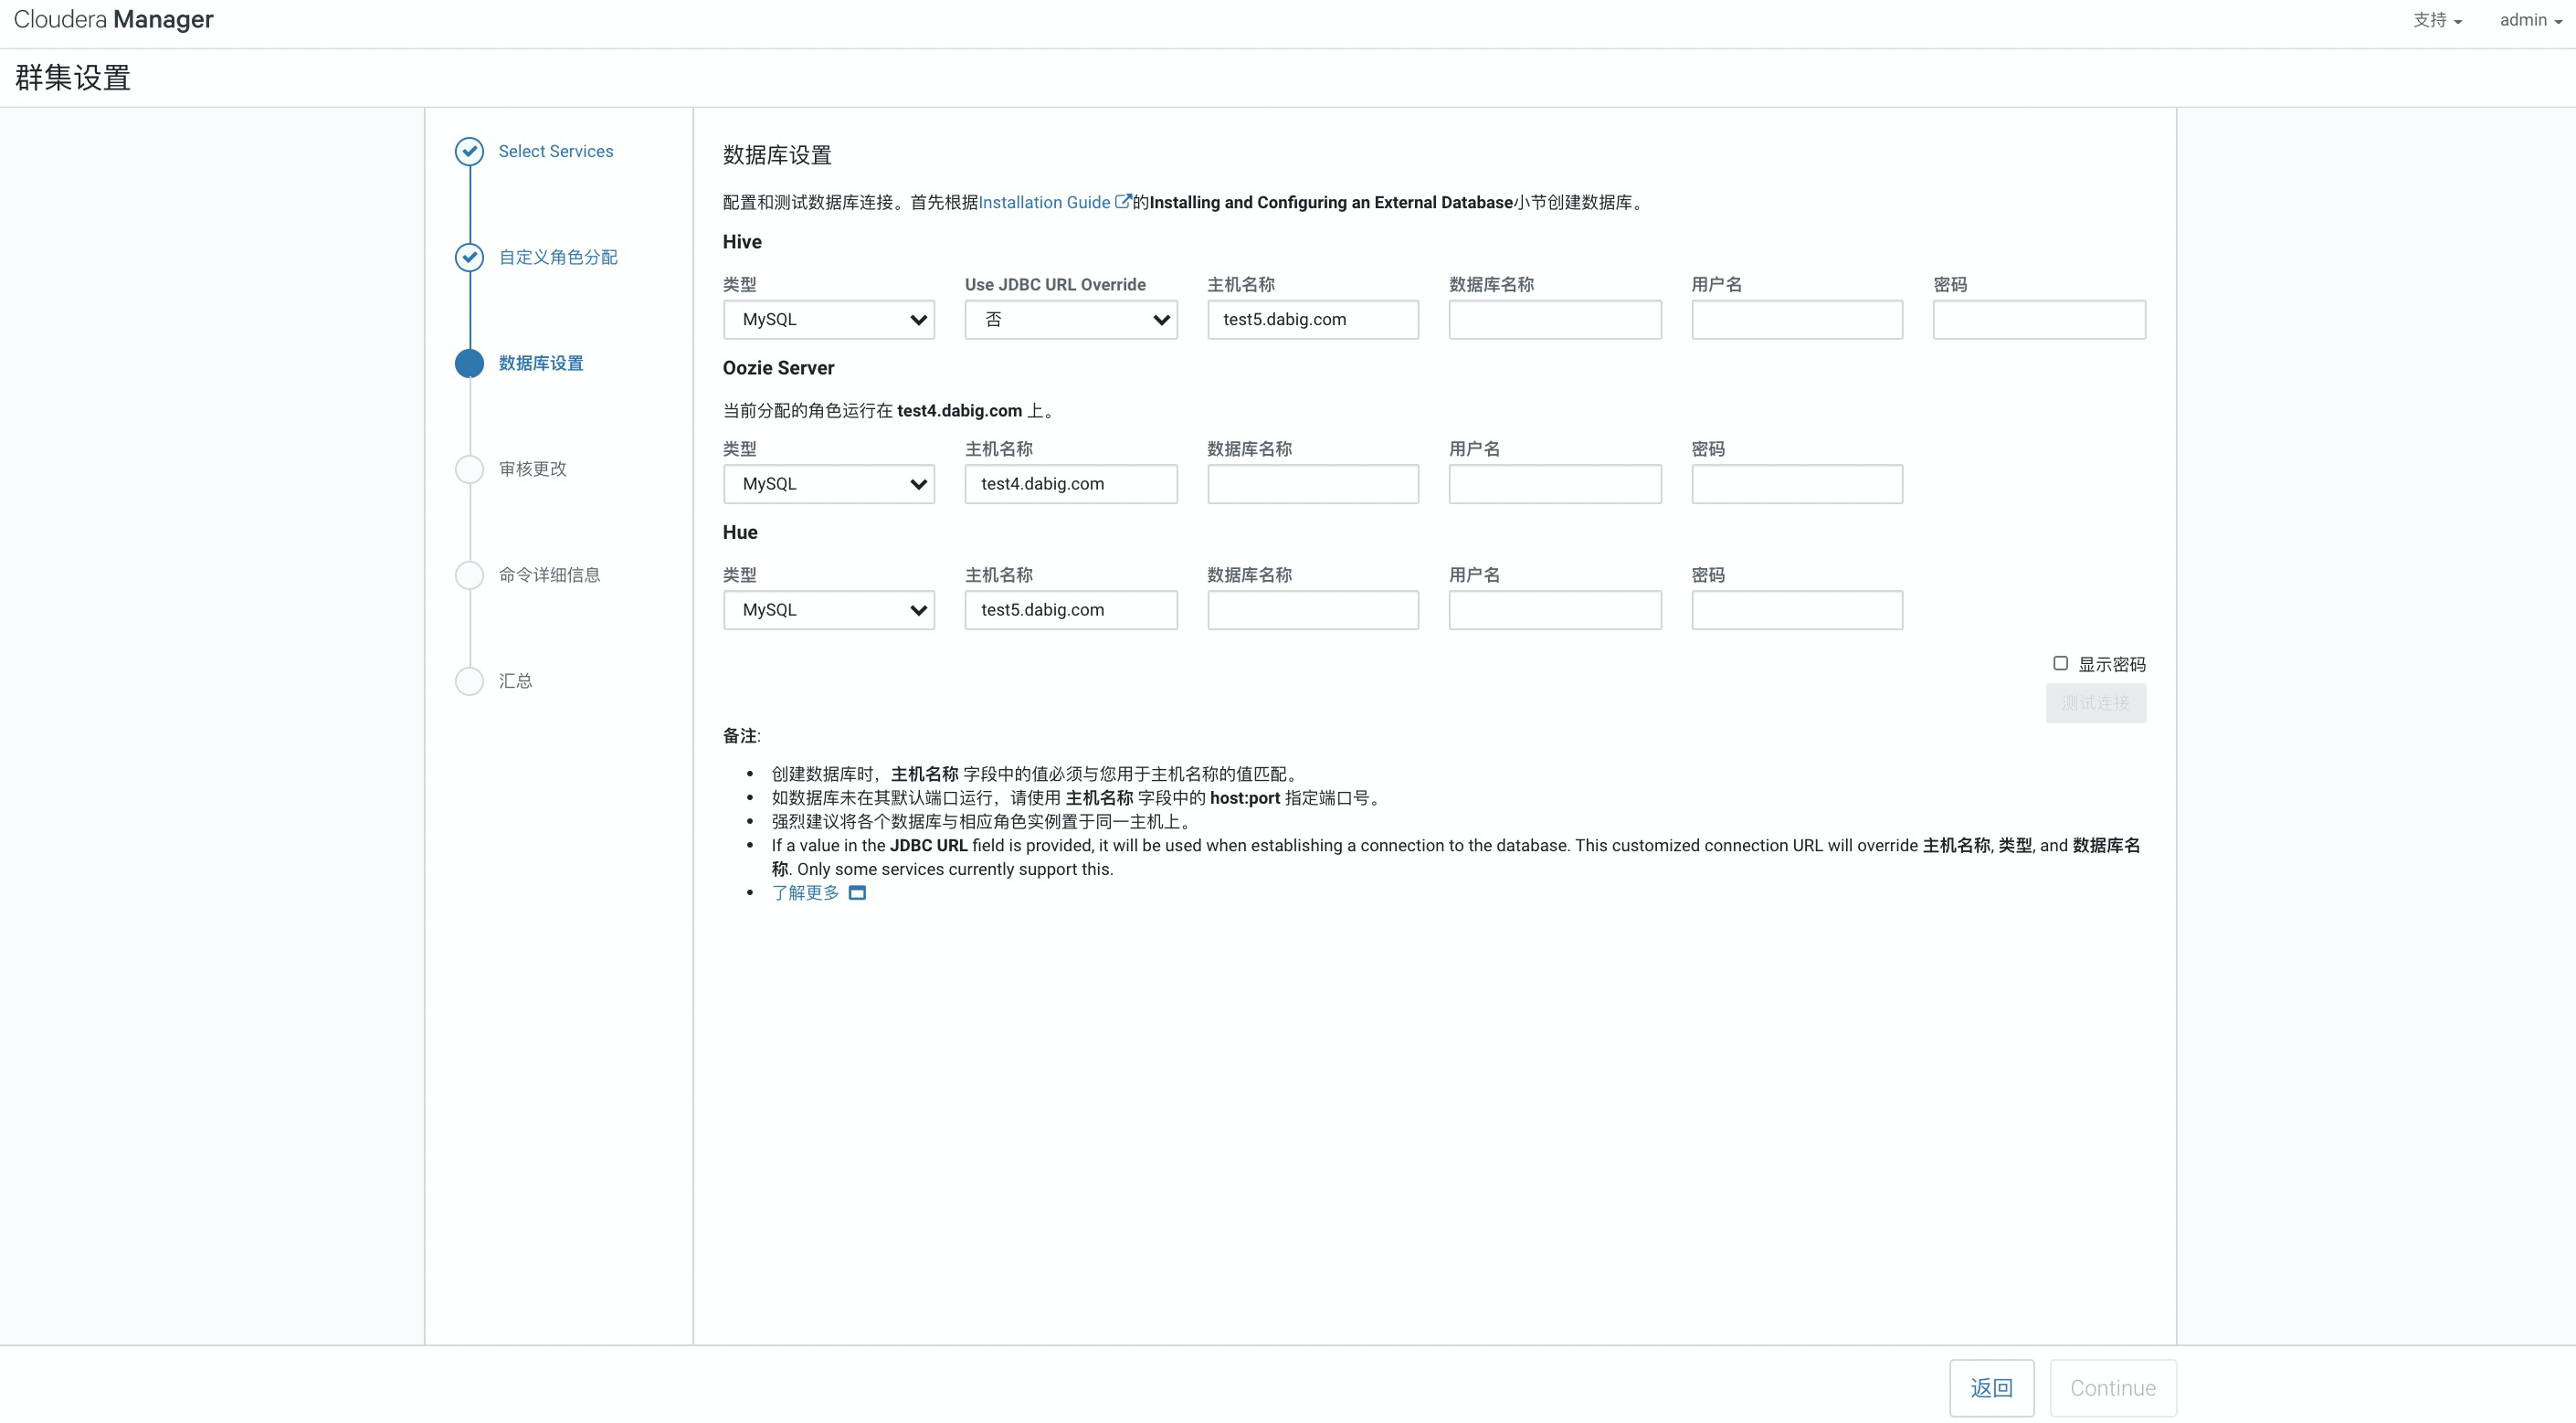 Cloudera Manager
支持
admin
群集设置
Select Services
自定义角色分配
数据库设置
审核更改
命令详细信息
汇总
数据库设置
配置和测试数据库连接。首先根据Installation Guide的Installing and Configuring an External Database小节创建数据库。
Hive
类型 Use JDBC URL Override 主机名称 数据库名称 用户名 密码
MySQL 否 test5.dabig.com
Oozie Server
当前分配的角色运行在 test4.dabig.com 上。
类型 主机名称 数据库名称 用户名 密码
MySQL test4.dabig.com
Hue
类型 主机名称 数据库名称 用户名 密码
MySQL test5.dabig.com
显示密码
测试连接
备注:
创建数据库时，主机名称 字段中的值必须与您用于主机名称的值匹配。
如数据库未在其默认端口运行，请使用 主机名称 字段中的 host:port 指定端口号。
强烈建议将各个数据库与相应角色实例置于同一主机上。
If a value in the JDBC URL field is provided, it will be used when establishing a connection to the database. This customized connection URL will override 主机名称, 类型, and 数据库名
称. Only some services currently support this.
了解更多
返回
Continue